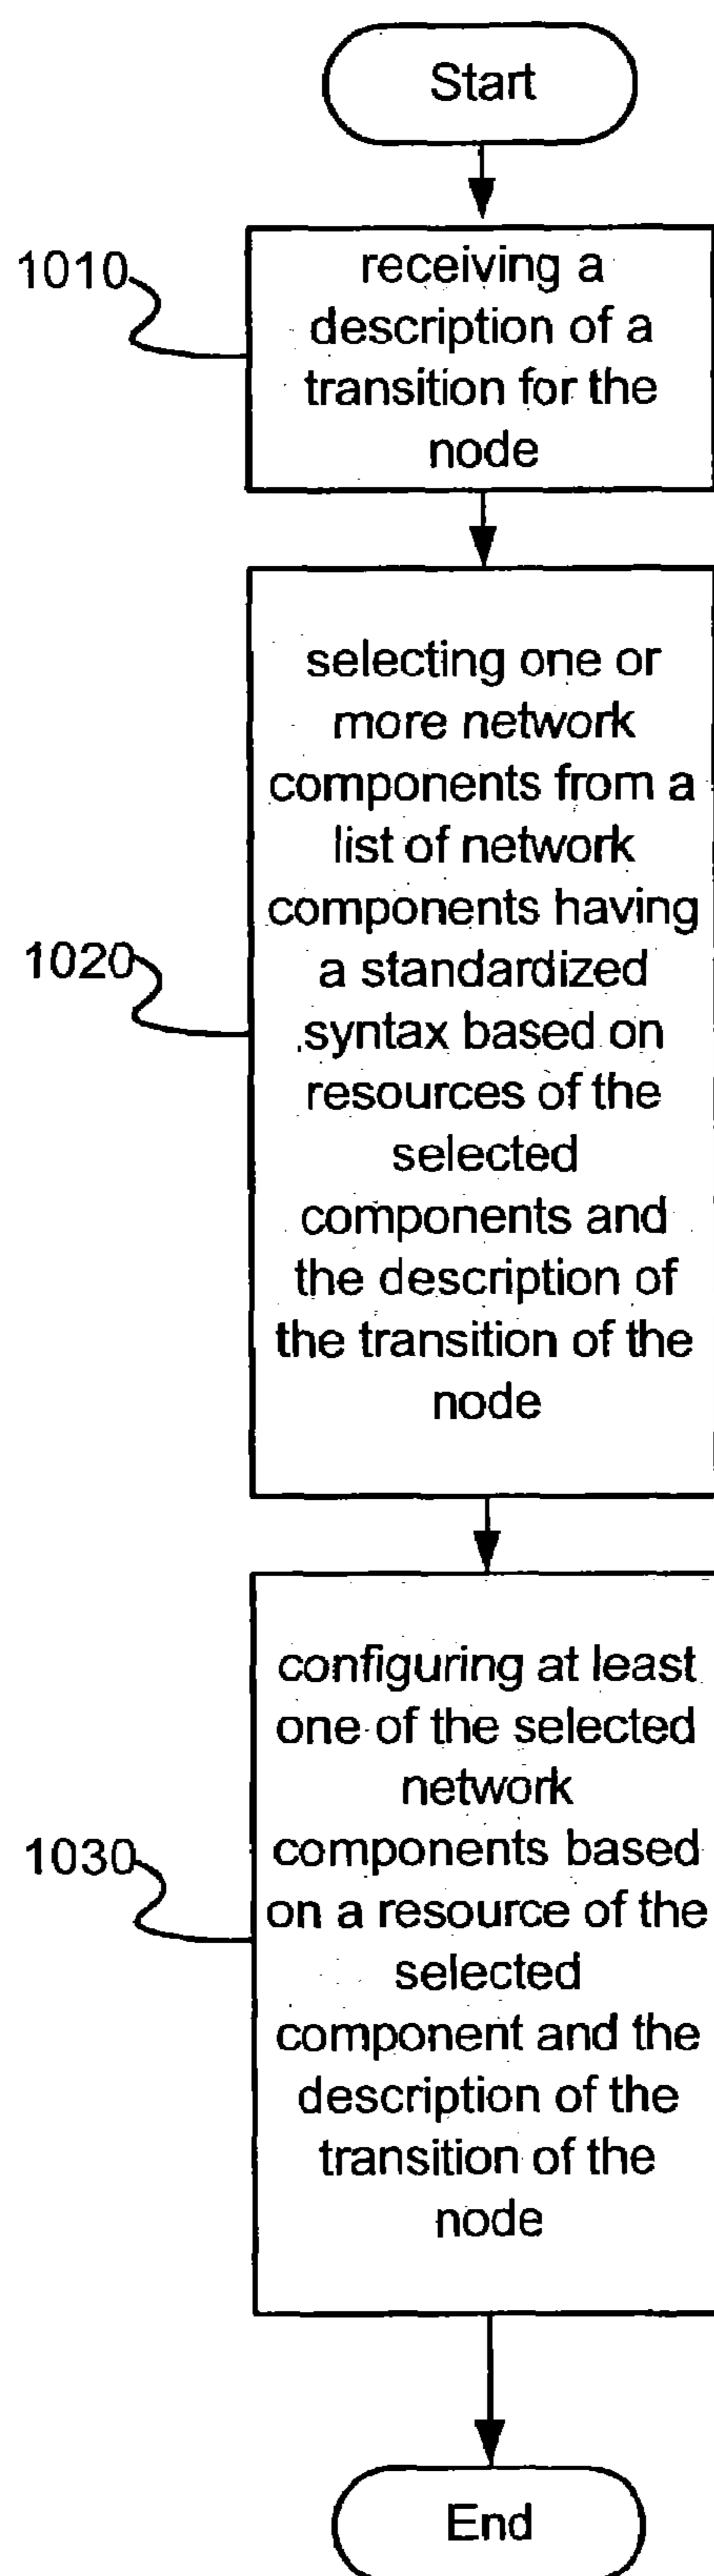 Start
1010
receiving a
description of a
transition for the
node
1020
selecting one or
more network
components from a
list of network
components having
a standardized
syntax based on
resources of the
selected
components and
the description of
the transition of the
node
1030
configuring at least
one of the selected
network
components based
on a resource of the
selected
component and the
description of the
transition of the
node
End